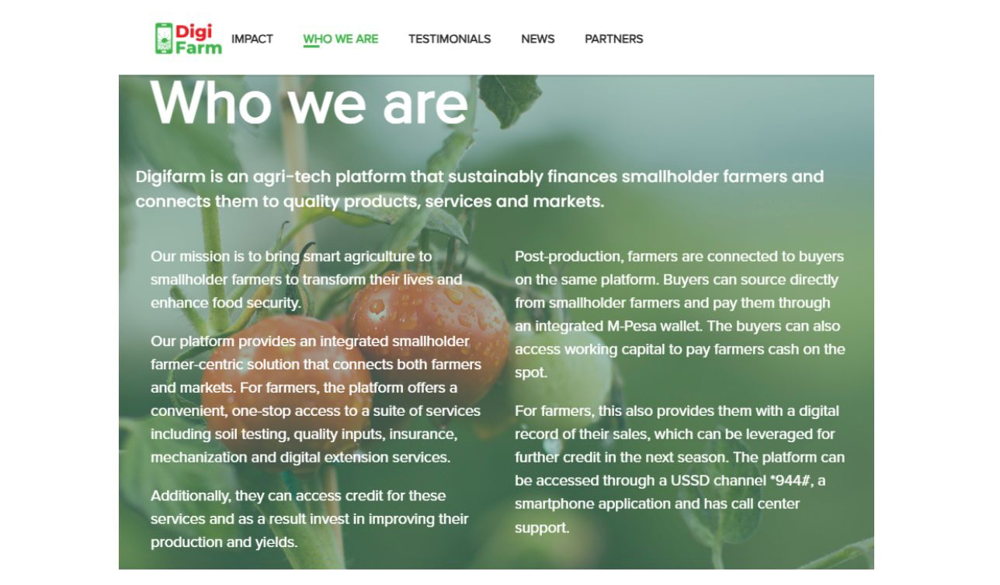 Digi
Farm
IMPACT
WHO WE ARE
TESTIMONIALS
NEWS
PARTNERS
Who we are
Digifarm is an agri-tech platform that sustainably finances smallholder farmers and
connects them to quality products, services and markets.
Our mission is to bring smart agriculture to
smallholder farmers to transform their lives and
enhance food security.
Our platform provides an integrated smallholder
farmer-centric solution that connects both farmers
and markets. For farmers, the platform offers a
convenient, one-stop access to a suite of services
including soil testing, quality inputs, insurance,
mechanization and digital extension services.
Additionally, they can access credit for these
services and as a result invest in improving their
production and yields.
Post-production, farmers are connected to buyers
on the same platform. Buyers can source directly
from smallholder farmers and pay them through
an integrated M-Pesa wallet. The buyers can also
access working capital to pay farmers cash on the
spot.
For farmers, this also provides them with a digital
record of their sales, which can be leveraged for
further credit in the next season. The platform can
be accessed through a USSD channel *944#, a
smartphone application and has call center
support.